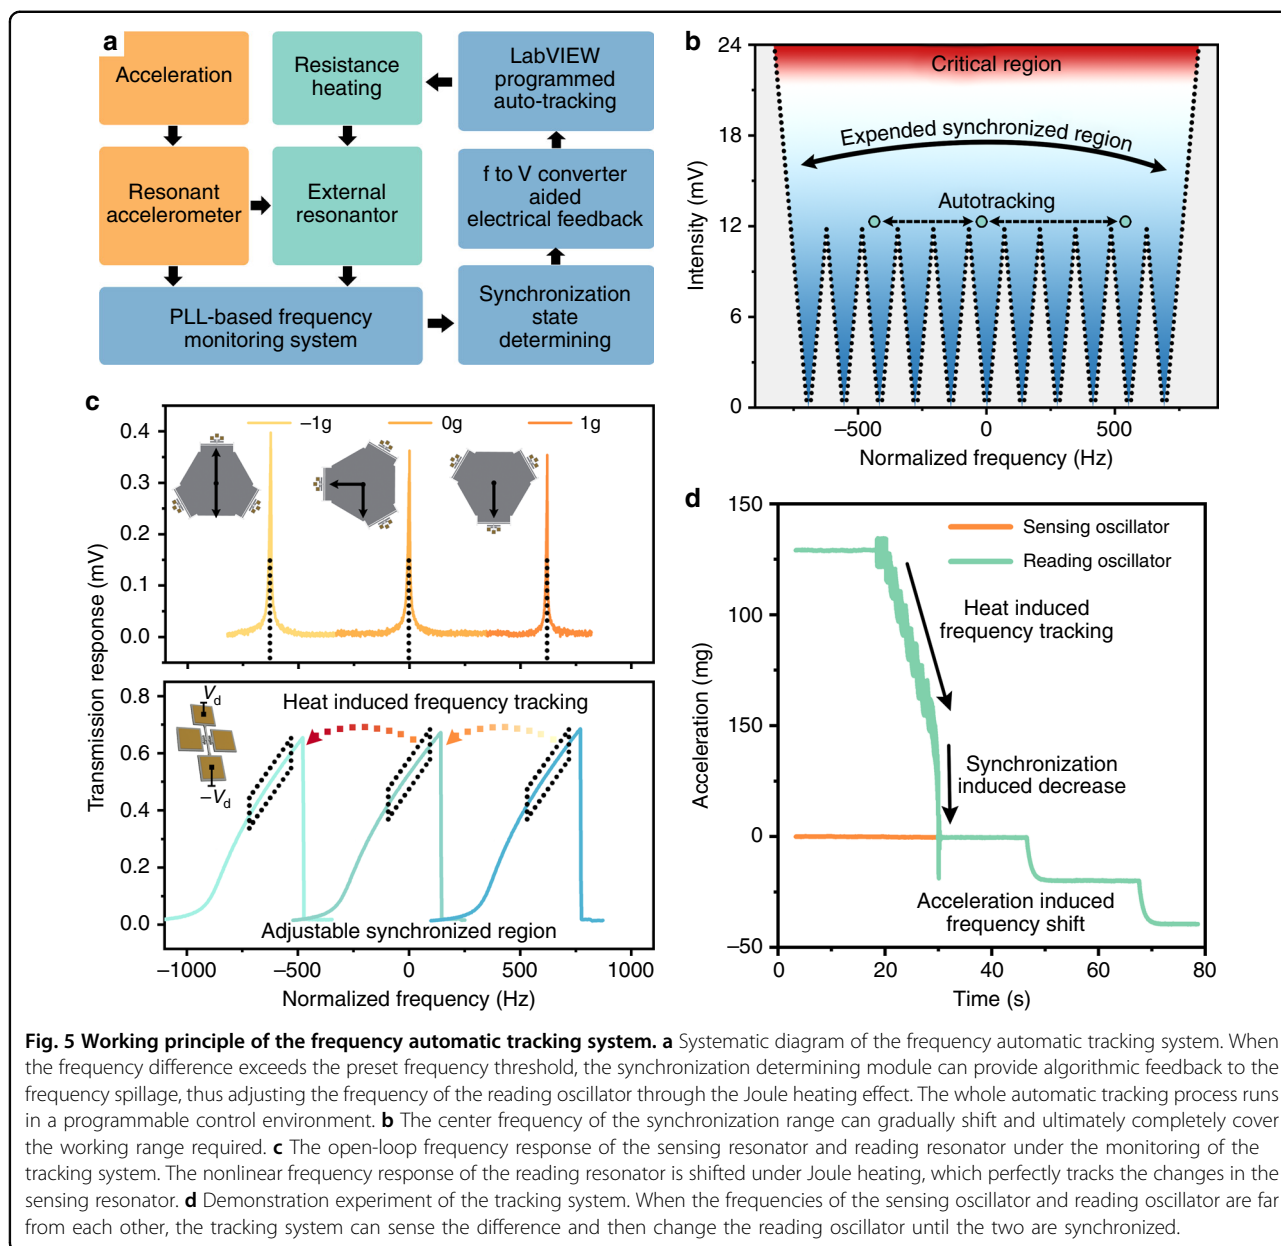 a
Acceleration
Resistance
heating
LabVIEW
programmed
auto-tracking
Resonant
accelerometer
External
resonantor
f to V converter
aided
electrical feedback
PLL-based frequency
monitoring system
Synchronization
state
determining
b
24
18
12
6
0
Intensity (mV)
Critical region
Expended synchronized region
Autotracking
−500
0
500
Normalized frequency (Hz)
c
0.4
0.3
0.2
0.1
0.0
−1g
0g
1g
Transmission response (mV)
0.8
0.6
0.4
0.2
0.0
Vd
−Vd
Heat induced frequency tracking
Adjustable synchronized region
−1000
−500
0
500
1000
Normalized frequency (Hz)
d
150
100
150
0
−50
Acceleration (mg)
Sensing oscillator
Reading oscillator
Heat induced
frequency tracking
Synchronization
induced decrease
Acceleration induced
frequency shift
0
20
40
60
80
Time (s)
Fig. 5 Working principle of the frequency automatic tracking system. a Systematic diagram of the frequency automatic tracking system. When
the frequency difference exceeds the preset frequency threshold, the synchronization determining module can provide algorithmic feedback to the
frequency spillage, thus adjusting the frequency of the reading oscillator through the Joule heating effect. The whole automatic tracking process runs
in a programmable control environment. b The center frequency of the synchronization range can gradually shift and ultimately completely cover
the working range required. c The open-loop frequency response of the sensing resonator and reading resonator under the monitoring of the
tracking system. The nonlinear frequency response of the reading resonator is shifted under Joule heating, which perfectly tracks the changes in the
sensing resonator. d Demonstration experiment of the tracking system. When the frequencies of the sensing oscillator and reading oscillator are far
from each other, the tracking system can sense the difference and then change the reading oscillator until the two are synchronized.